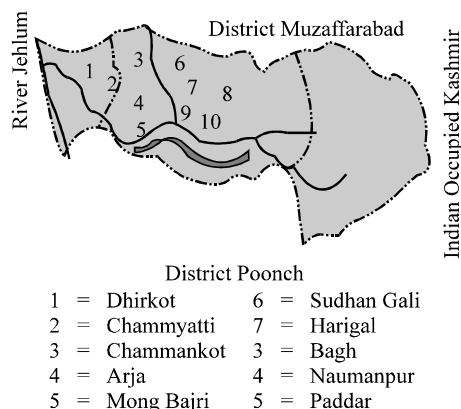 District Muzaffarabad
River Jehlum
Indian Occupied Kashmir
1
2
3
4
5
6
7
8
9
10
District Poonch
1 = Dhirkot 6 = Sudhan Gali
2 = Chammyatti 7 = Harigal
3 = Chammankot 3 = Bagh
4 = Arja 4 = Naumanpur
5 = Mong Bajri 5 = Paddar